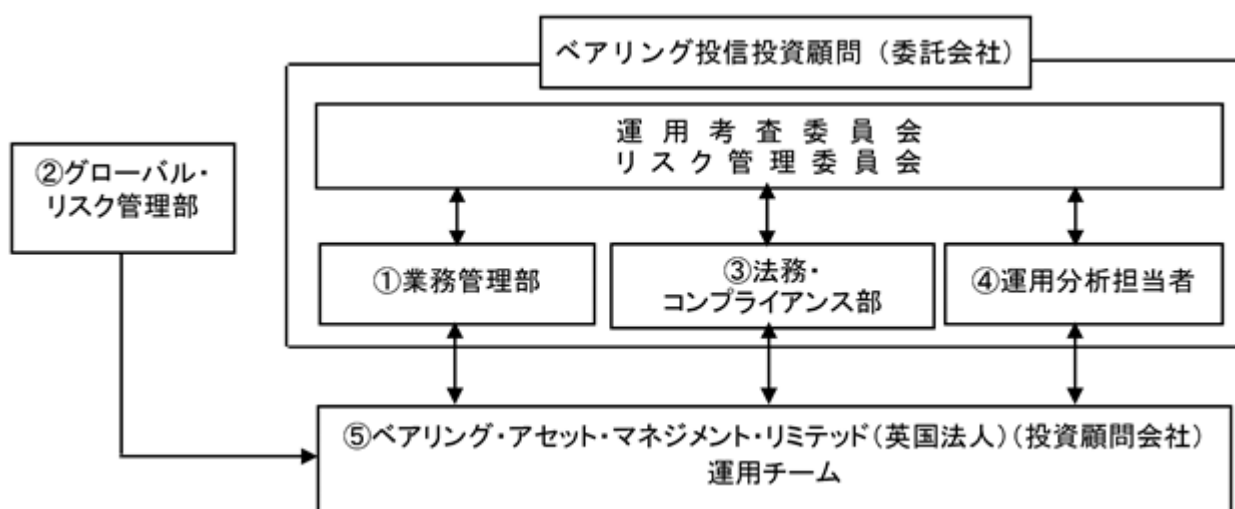 ベアリング投信投資顧問（委託会社）
運用考査委員会
リスク管理委員会
②グローバル・
リスク管理部
①業務管理部
③法務・
コンプライアンス部
④運用分析担当者
⑤ベアリング・アセット・マネジメント・リミテッド（英国法人）（投資顧問会社）
運用チーム